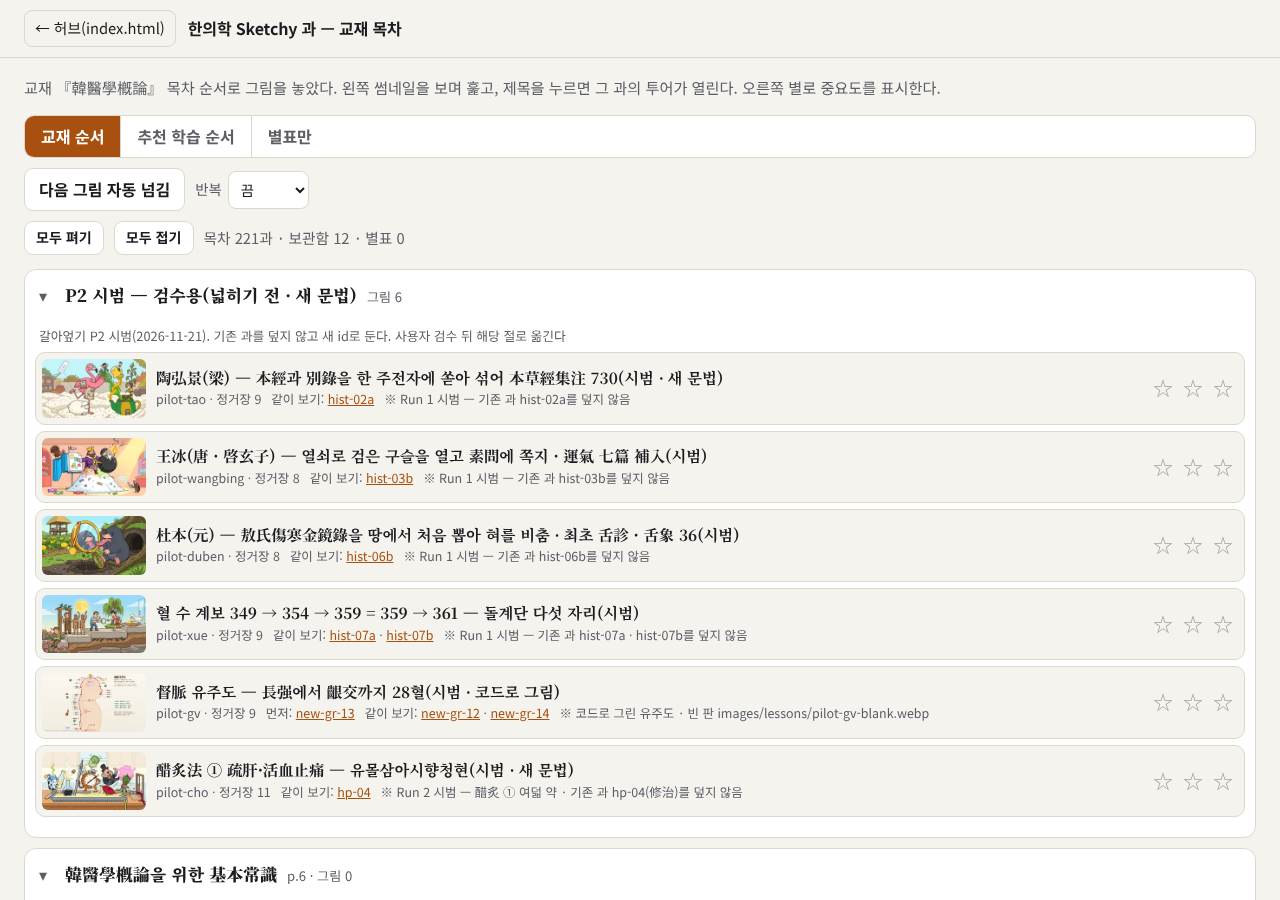 ← 허브(index.html)
한의학 Sketchy 과 — 교재 목차
교재 『韓醫學槪論』 목차 순서로 그림을 놓았다. 왼쪽 썸네일을 보며 훑고, 제목을 누르면 그 과의 투어가 열린다. 오른쪽 별로 중요도를 표시한다.
교재 순서
추천 학습 순서
별표만
다음 그림 자동 넘김
반복
끔
모두 펴기
모두 접기
목차 221과 · 보관함 12 · 별표 0
▼ P2 시범 — 검수용(넓히기 전 · 새 문법) 그림 6
갈아엎기 P2 시범(2026-11-21). 기존 과를 덮지 않고 새 id로 둔다. 사용자 검수 뒤 해당 절로 옮긴다
陶弘景(梁) — 本經과 別錄을 한 주전자에 쏟아 섞어 本草經集注 730(시범 · 새 문법)
pilot-tao · 정거장 9 같이 보기: hist-02a ※ Run 1 시범 — 기존 과 hist-02a를 덮지 않음
☆ ☆ ☆
王冰(唐 · 啓玄子) — 열쇠로 검은 구슬을 열고 素問에 쪽지 · 運氣 七篇 補入(시범)
pilot-wangbing · 정거장 8 같이 보기: hist-03b ※ Run 1 시범 — 기존 과 hist-03b를 덮지 않음
☆ ☆ ☆
杜本(元) — 敖氏傷寒金鏡錄을 땅에서 처음 뽑아 혀를 비춤 · 최초 舌診 · 舌象 36(시범)
pilot-duben · 정거장 8 같이 보기: hist-06b ※ Run 1 시범 — 기존 과 hist-06b를 덮지 않음
☆ ☆ ☆
혈 수 계보 349 → 354 → 359 = 359 → 361 — 돌계단 다섯 자리(시범)
pilot-xue · 정거장 9 같이 보기: hist-07a · hist-07b ※ Run 1 시범 — 기존 과 hist-07a · hist-07b를 덮지 않음
☆ ☆ ☆
督脈 유주도 — 長强에서 齦交까지 28혈(시범 · 코드로 그림)
pilot-gv · 정거장 9 먼저: new-gr-13 같이 보기: new-gr-12 · new-gr-14 ※ 코드로 그린 유주도 · 빈 판 images/lessons/pilot-gv-blank.webp
☆ ☆ ☆
醋炙法 ① 疏肝·活血止痛 — 유몰삼아시향청현(시범 · 새 문법)
pilot-cho · 정거장 11 같이 보기: hp-04 ※ Run 2 시범 — 醋炙 ① 여덟 약 · 기존 과 hp-04(修治)를 덮지 않음
☆ ☆ ☆
▼ 韓醫學槪論을 위한 基本常識 p.6 · 그림 0